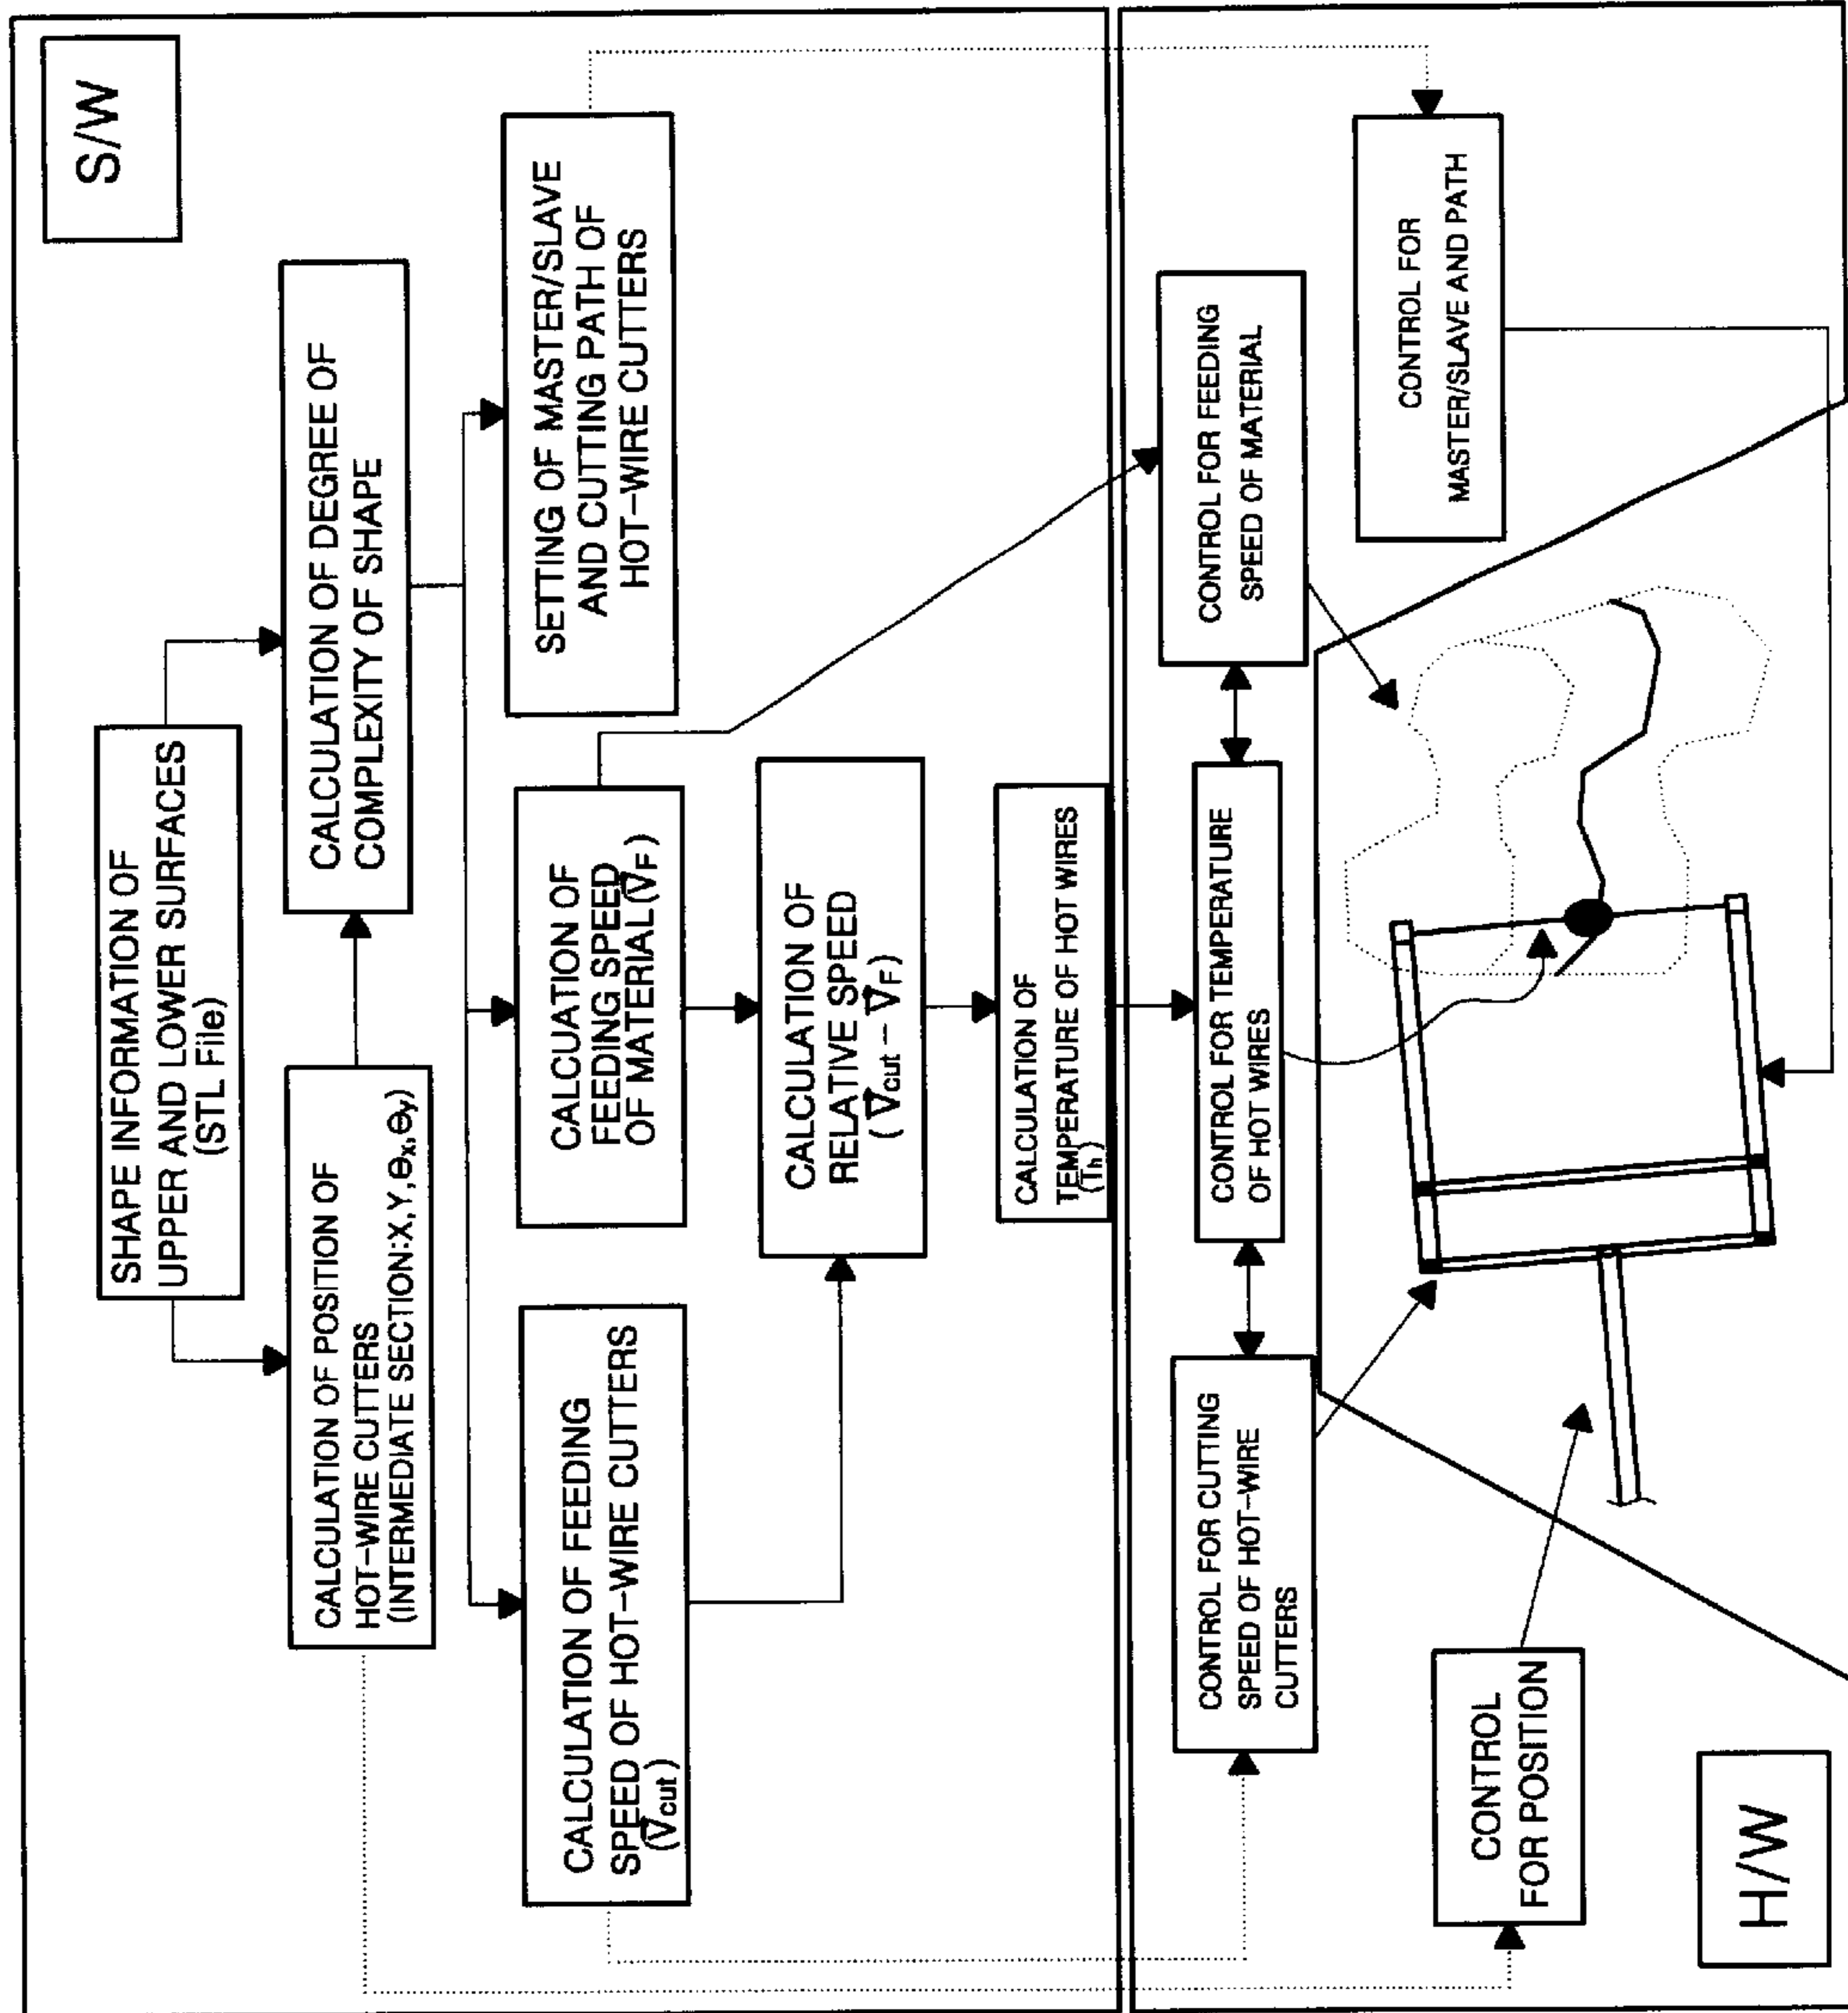 S/W
SHAPE INFORMATION OF
UPPER AND LOWER SURFACES
(STL File)
CALCULATION OF POSITION OF
HOT-WIRE CUTTERS
(INTERMEDIATE SECTION:X,Y,θx,θy)
CALCULATION OF DEGREE OF
COMPLEXITY OF SHAPE
CALCULATION OF FEEDING
SPEED OF HOT-WIRE CUTTERS
(V⃗cut)
CALCUATION OF
FEEDING SPEED
OF MATERIAL(V⃗F)
SETTING OF MASTER/SLAVE
AND CUTTING PATH OF
HOT-WIRE CUTTERS
CALCULATION OF
RELATIVE SPEED
(V⃗cut - V⃗F)
CALCULATION OF
TEMPERATURE OF HOT WIRES
(Th)
CONTROL FOR CUTTING
SPEED OF HOT-WIRE
CUTTERS
CONTROL FOR TEMPERATURE
OF HOT WIRES
CONTROL FOR FEEDING
SPEED OF MATERIAL
CONTROL
FOR POSITION
CONTROL FOR
MASTER/SLAVE AND PATH
H/W